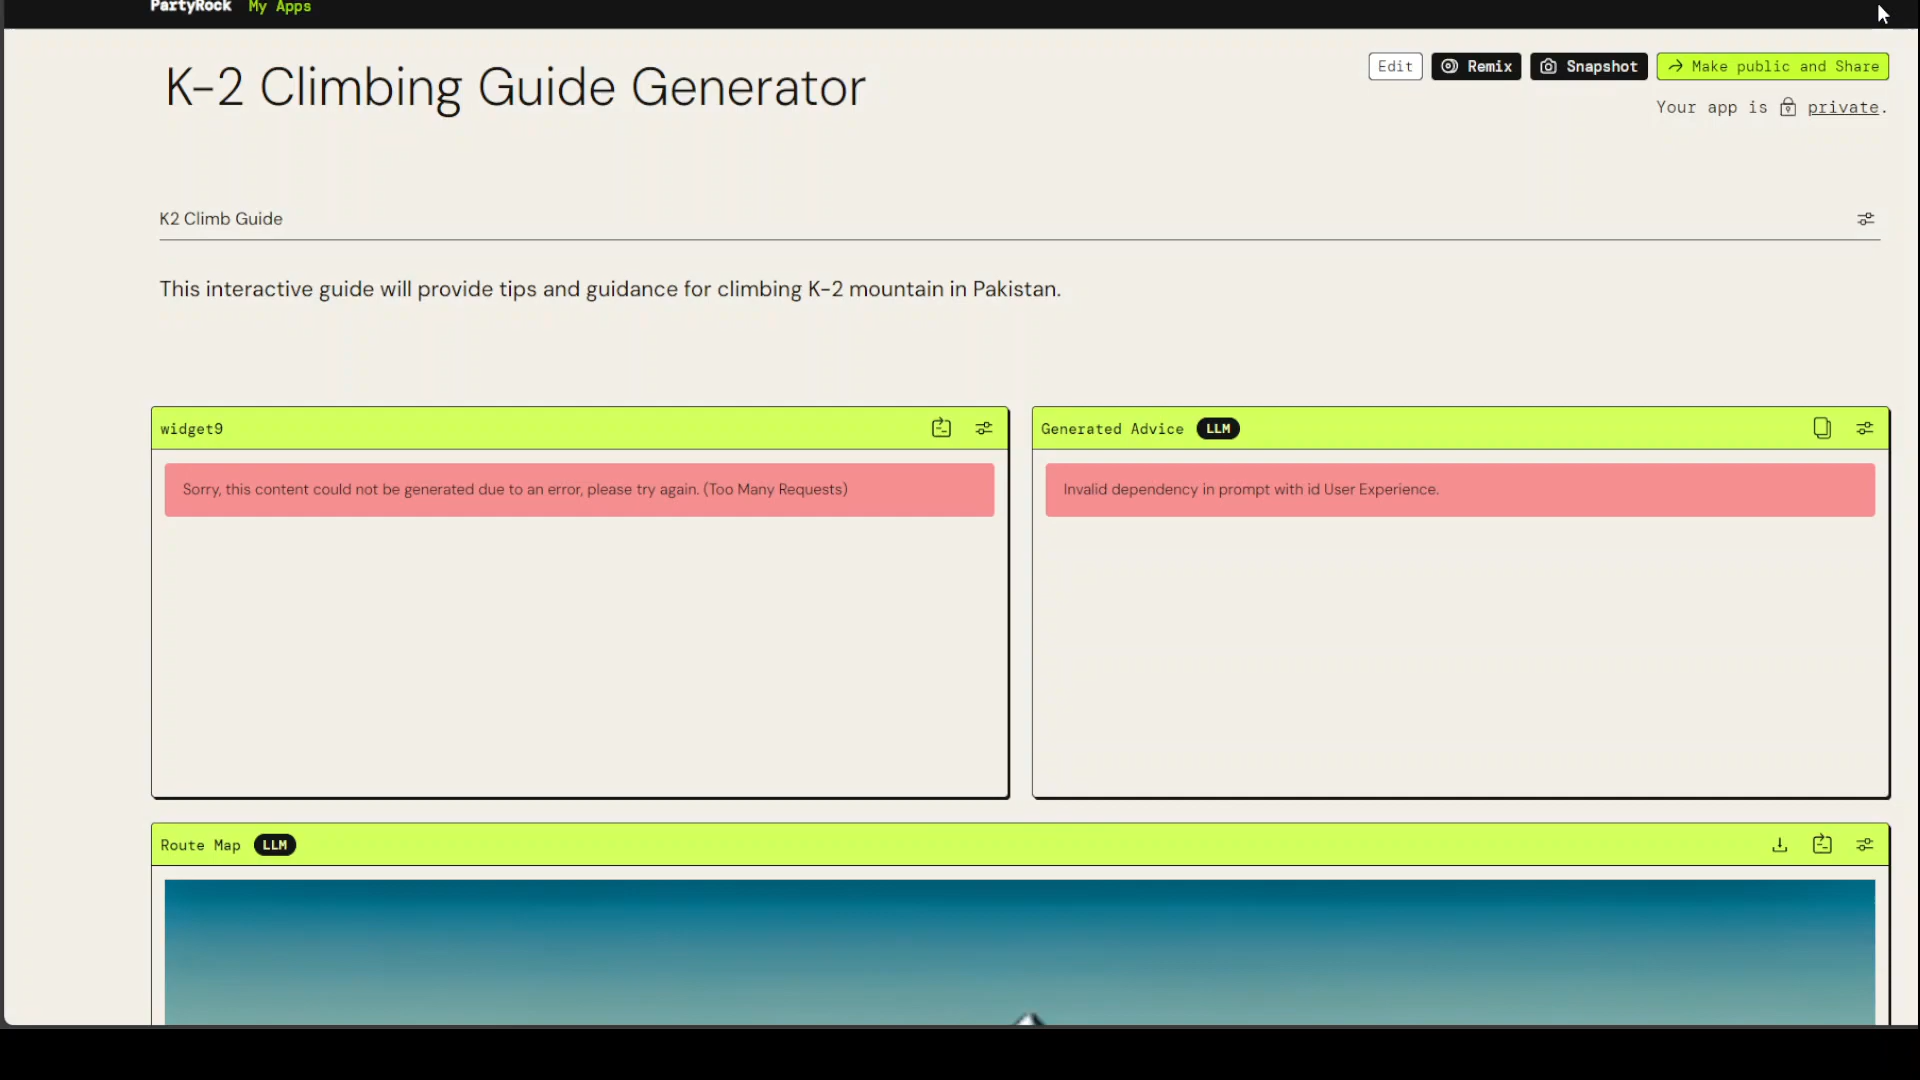 PartyRock My Apps
K-2 Climbing Guide Generator
Edit Remix Snapshot Make public and Share
Your app is private.
K2 Climb Guide
This interactive guide will provide tips and guidance for climbing K-2 mountain in Pakistan.
widget9
Sorry, this content could not be generated due to an error, please try again. (Too Many Requests)
Generated Advice LLM
Invalid dependency in prompt with id User Experience.
Route Map LLM